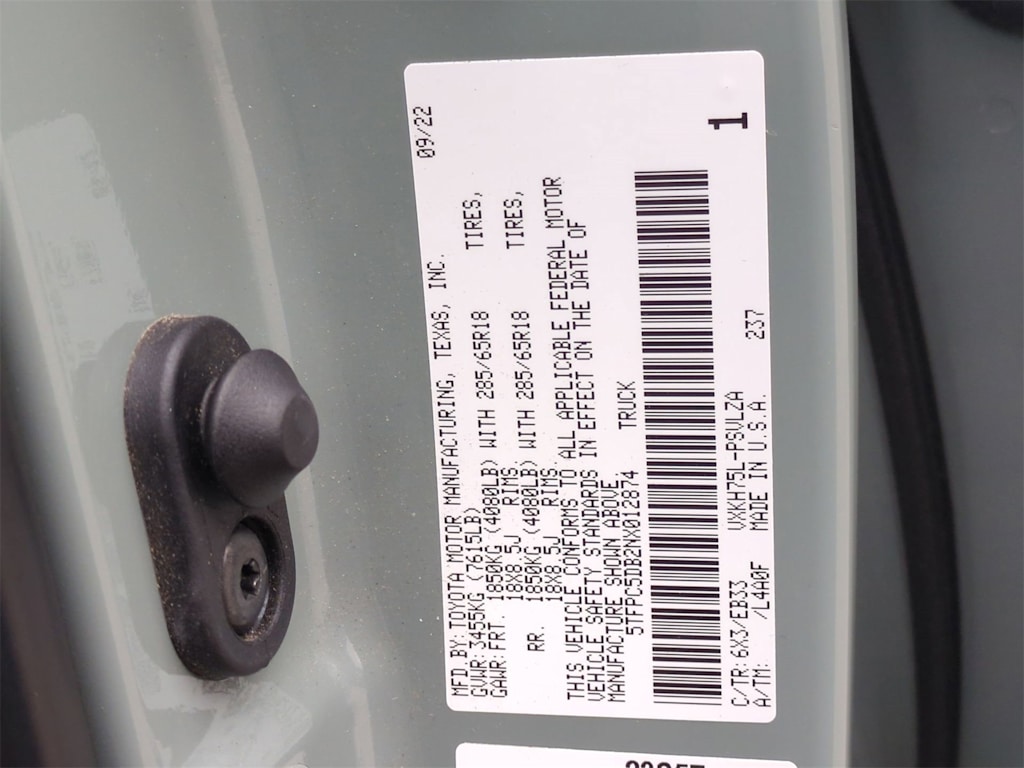 MFD.BY:TOYOTA MOTOR MANUFACTURING, TEXAS, INC. 09/22
GVWR:3455KG (7615LB)
GAWR:FRT. 1850KG (4080LB) WITH 285/65R18 TIRES,
18X8.5J RIMS,
RR. 1850KG (4080LB) WITH 285/65R18 TIRES,
18X8.5J RIMS.
THIS VEHICLE CONFORMS TO ALL APPLICABLE FEDERAL MOTOR
VEHICLE SAFETY STANDARDS IN EFFECT ON THE DATE OF
MANUFACTURE SHOWN ABOVE
5TFPC5DB2NX012874 TRUCK
C/TR:6X3/EB33 VXKH75L-PSVLZA 1
A/TM: /L4A0F MADE IN U.S.A. 237